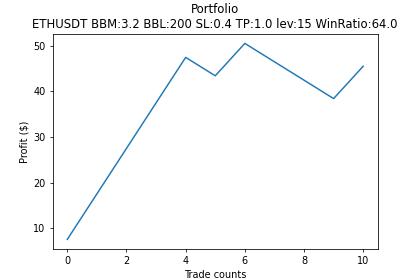 Portfolio
ETHUSDT BBM:3.2 BBL:200 SL:0.4 TP:1.0 lev:15 WinRatio:64.0
50
40
30
20
10
Profit ($)
0 2 4 6 8 10
Trade counts